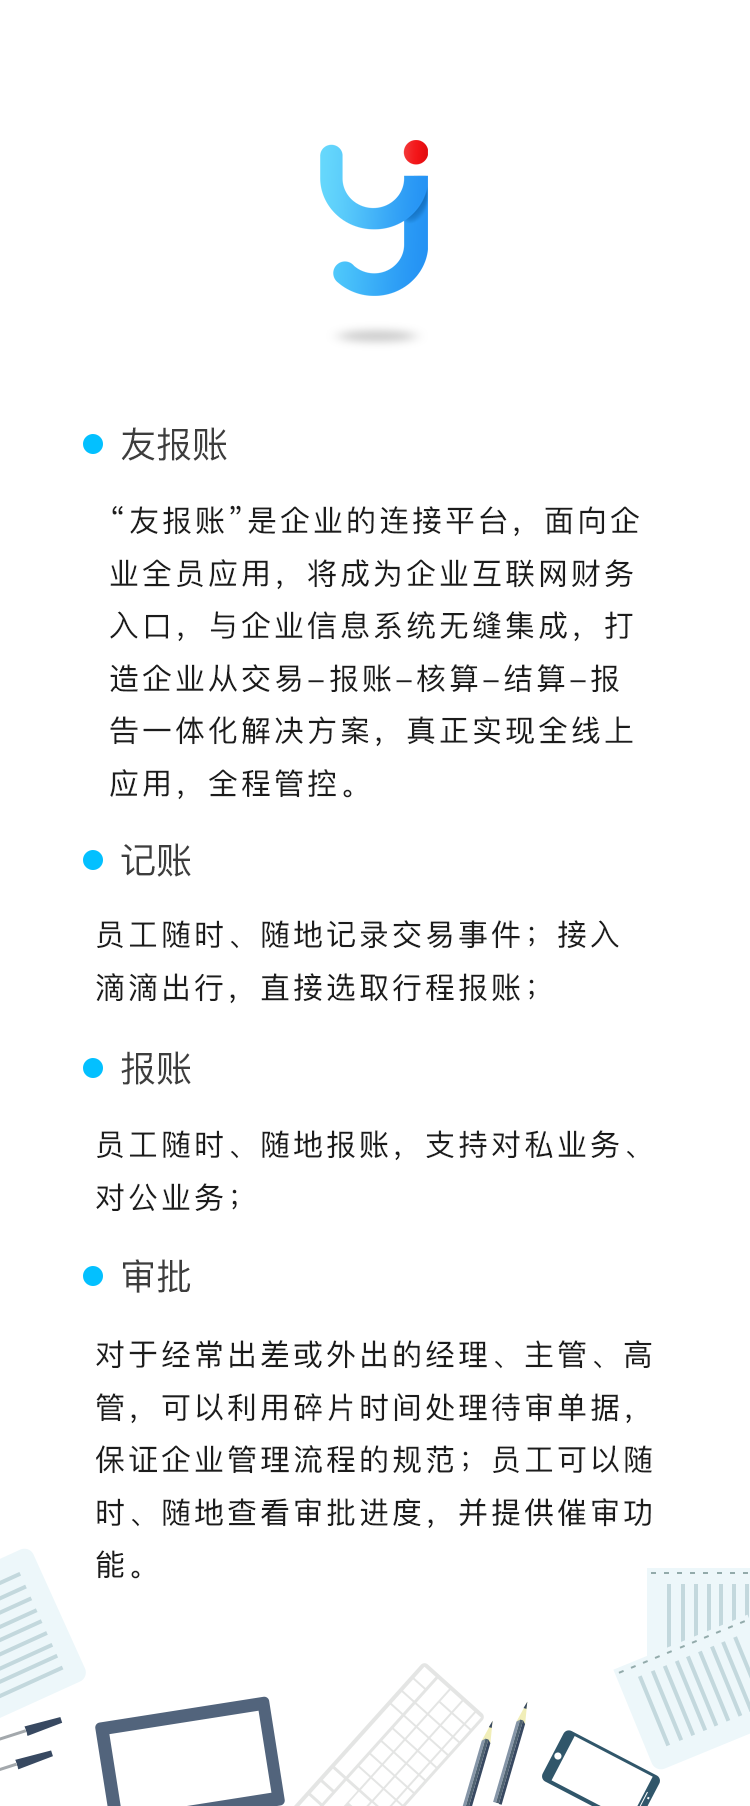 友报账
“友报账”是企业的连接平台，面向企
业全员应用，将成为企业互联网财务
入口，与企业信息系统无缝集成，打
造企业从交易–报账–核算–结算–报
告一体化解决方案，真正实现全线上
应用，全程管控。
记账
员工随时、随地记录交易事件；接入
滴滴出行，直接选取行程报账；
报账
员工随时、随地报账，支持对私业务、
对公业务；
审批
对于经常出差或外出的经理、主管、高
管，可以利用碎片时间处理待审单据，
保证企业管理流程的规范；员工可以随
时、随地查看审批进度，并提供催审功
能。